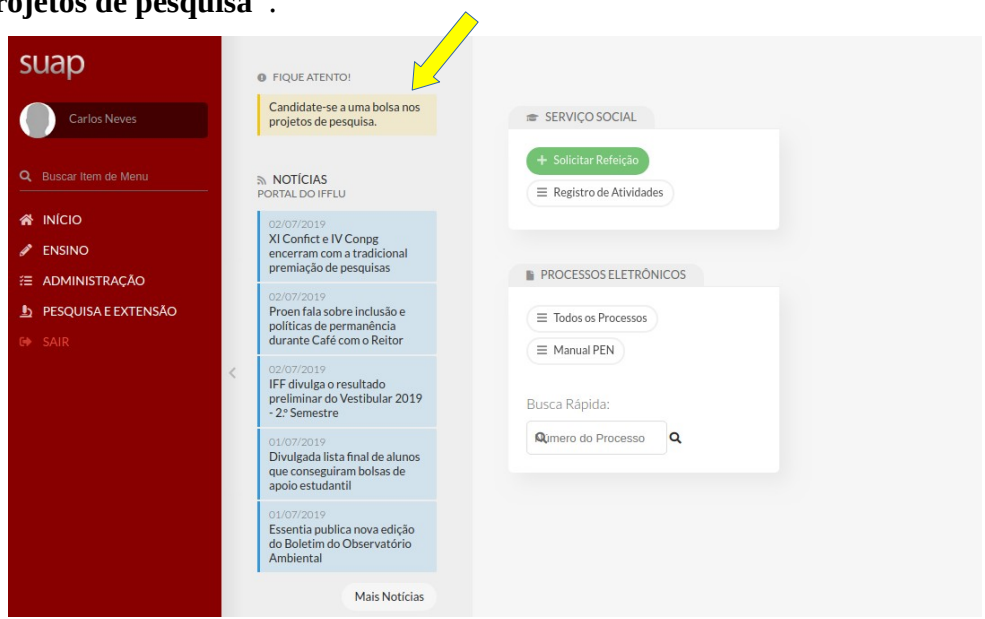 rojetos de pesquisa".
suap
Carlos Neves
Buscar Item de Menu
INÍCIO
ENSINO
ADMINISTRAÇÃO
PESQUISA E EXTENSÃO
SAIR
FIQUE ATENTO!
Candidate-se a uma bolsa nos
projetos de pesquisa.
NOTÍCIAS
PORTAL DO IFFLU
02/07/2019
XI Confict e IV Conpg
encerram com a tradicional
premiação de pesquisas
02/07/2019
Proen fala sobre inclusão e
políticas de permanência
durante Café com o Reitor
02/07/2019
IFF divulga o resultado
preliminar do Vestibular 2019
- 2.º Semestre
01/07/2019
Divulgada lista final de alunos
que conseguiram bolsas de
apoio estudantil
01/07/2019
Essentia publica nova edição
do Boletim do Observatório
Ambiental
Mais Notícias
SERVIÇO SOCIAL
+ Solicitar Refeição
Registro de Atividades
PROCESSOS ELETRÔNICOS
Todos os Processos
Manual PEN
Busca Rápida:
Número do Processo